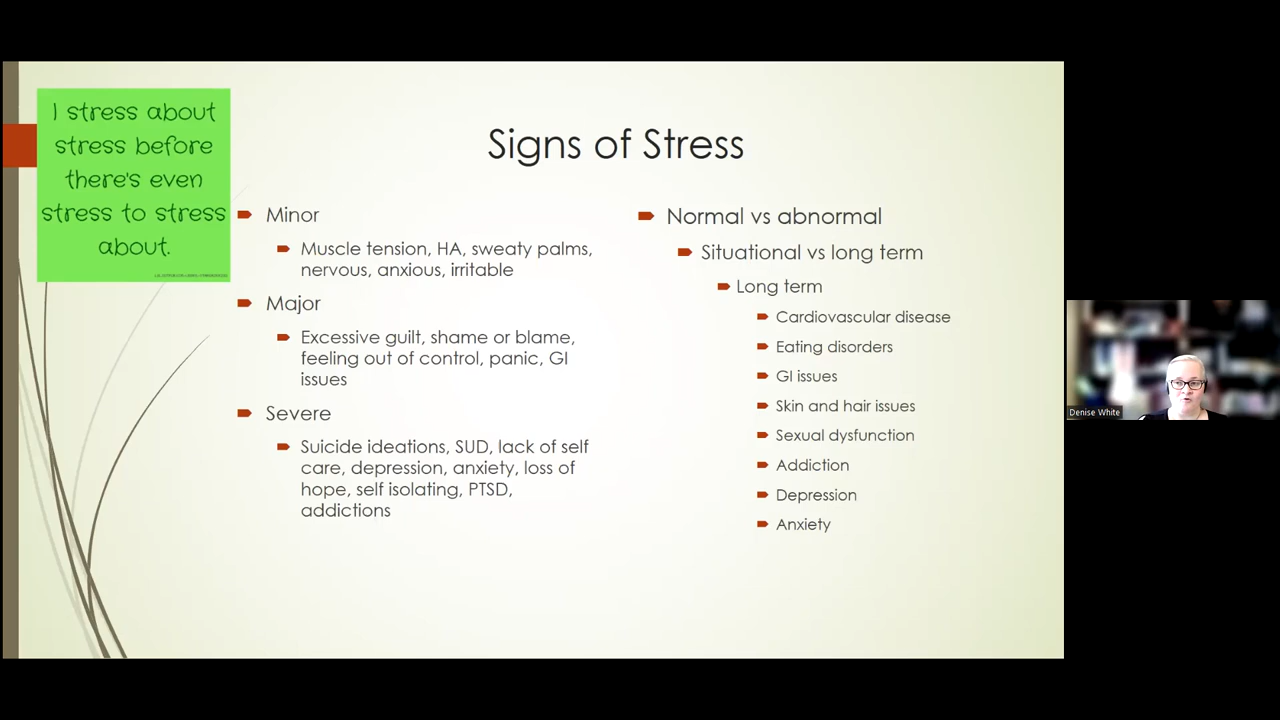 I stress about
stress before
there's even
stress to stress
about.
Signs of Stress
Minor
Muscle tension, HA, sweaty palms,
nervous, anxious, irritable
Major
Excessive guilt, shame or blame,
feeling out of control, panic, GI
issues
Severe
Suicide ideations, SUD, lack of self
care, depression, anxiety, loss of
hope, self isolating, PTSD,
addictions
Normal vs abnormal
Situational vs long term
Long term
Cardiovascular disease
Eating disorders
GI issues
Skin and hair issues
Sexual dysfunction
Addiction
Depression
Anxiety
Denise White